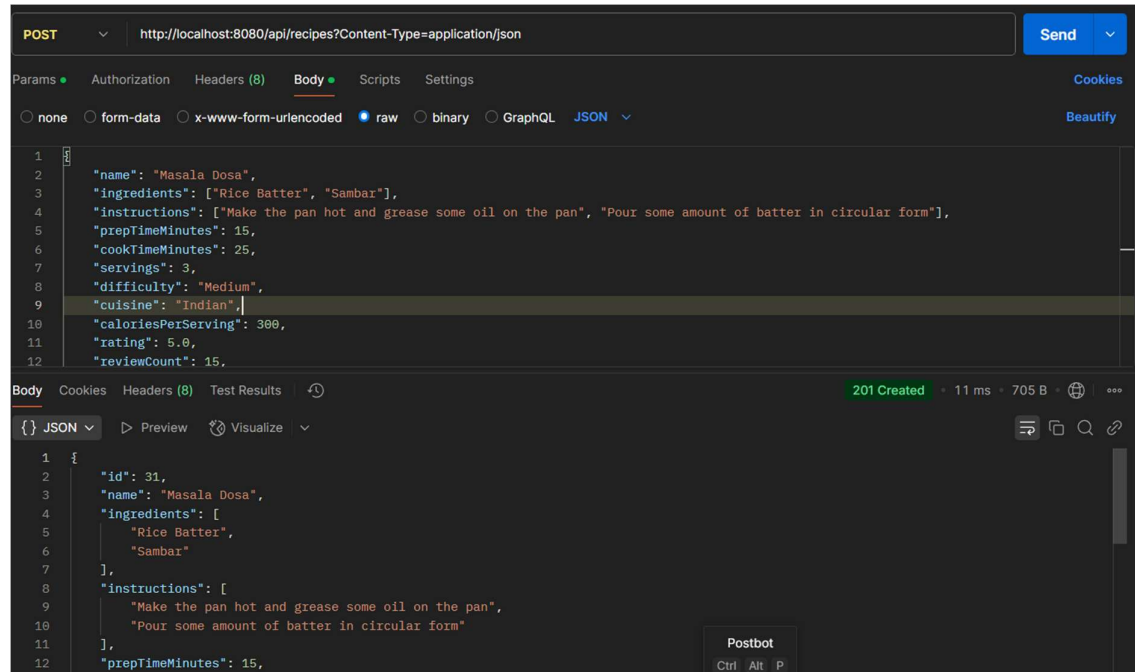 POST http://localhost:8080/api/recipes?Content-Type=application/json Send
Params Authorization Headers (8) Body Scripts Settings Cookies
none form-data x-www-form-urlencoded raw binary GraphQL JSON Beautify
1 {
2 "name": "Masala Dosa",
3 "ingredients": ["Rice Batter", "Sambar"],
4 "instructions": ["Make the pan hot and grease some oil on the pan", "Pour some amount of batter in circular form"],
5 "prepTimeMinutes": 15,
6 "cookTimeMinutes": 25,
7 "servings": 3,
8 "difficulty": "Medium",
9 "cuisine": "Indian",
10 "caloriesPerServing": 300,
11 "rating": 5.0,
12 "reviewCount": 15,
Body Cookies Headers (8) Test Results 201 Created • 11 ms • 705 B
{} JSON Preview Visualize
1 {
2 "id": 31,
3 "name": "Masala Dosa",
4 "ingredients": [
5 "Rice Batter",
6 "Sambar"
7 ],
8 "instructions": [
9 "Make the pan hot and grease some oil on the pan",
10 "Pour some amount of batter in circular form"
11 ],
12 "prepTimeMinutes": 15,
Postbot
Ctrl Alt P